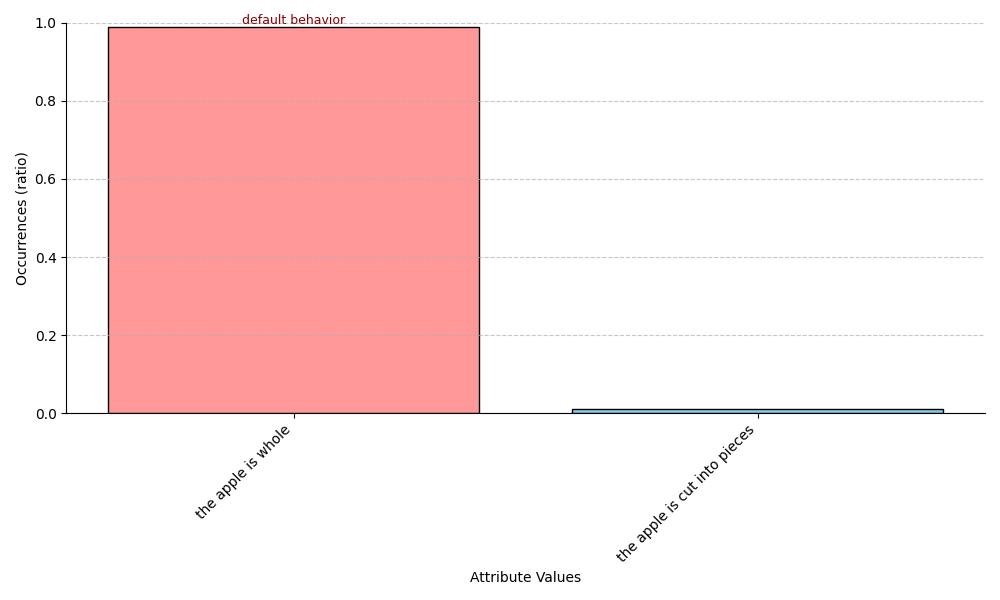 default behavior
1.0
0.8
0.6
0.4
0.2
0.0
Occurrences (ratio)
the apple is whole
the apple is cut into pieces
Attribute Values